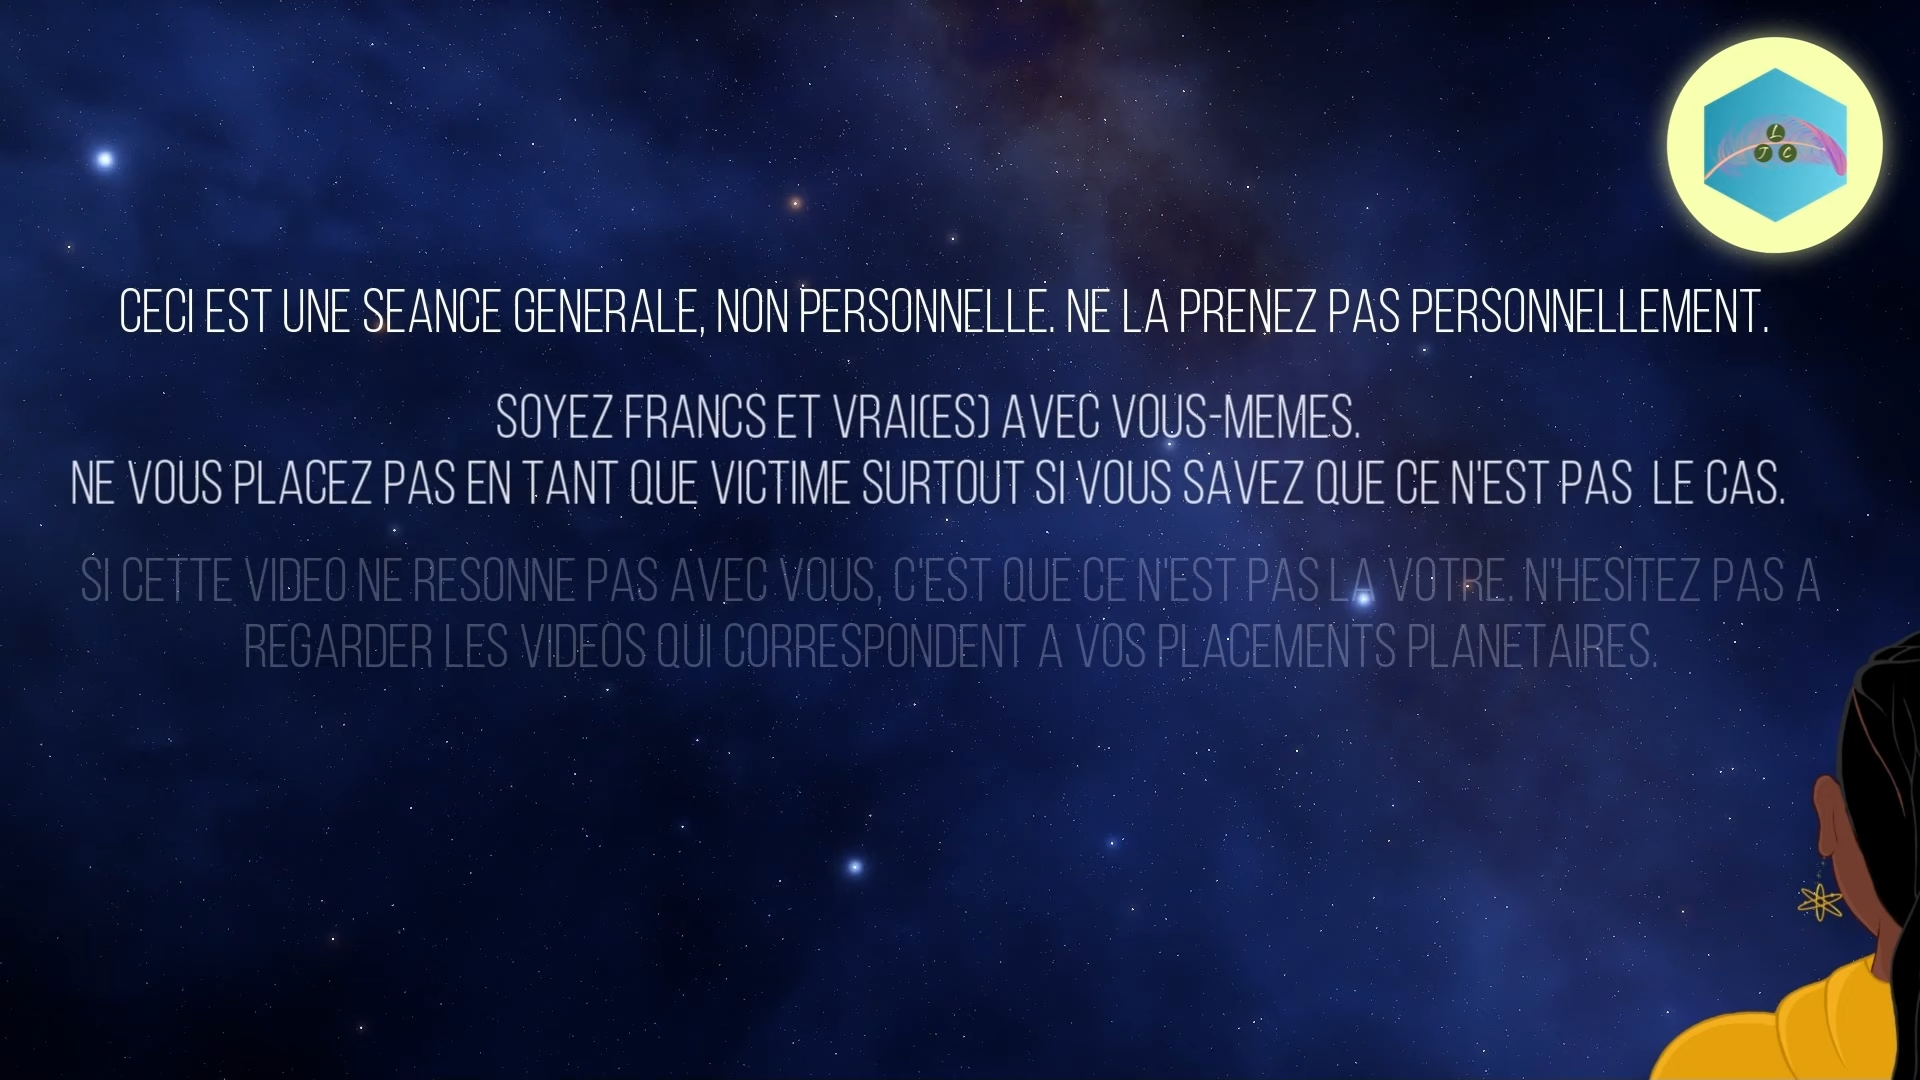 L
J C
CECI EST UNE SEANCE GENERALE, NON PERSONNELLE. NE LA PRENEZ PAS PERSONNELLEMENT.
SOYEZ FRANCS ET VRAI(ES) AVEC VOUS-MEMES.
NE VOUS PLACEZ PAS EN TANT QUE VICTIME SURTOUT SI VOUS SAVEZ QUE CE N'EST PAS LE CAS.
SI CETTE VIDEO NE RESONNE PAS AVEC VOUS, C'EST QUE CE N'EST PAS LA VOTRE. N'HESITEZ PAS A
REGARDER LES VIDEOS QUI CORRESPONDENT A VOS PLACEMENTS PLANETAIRES.